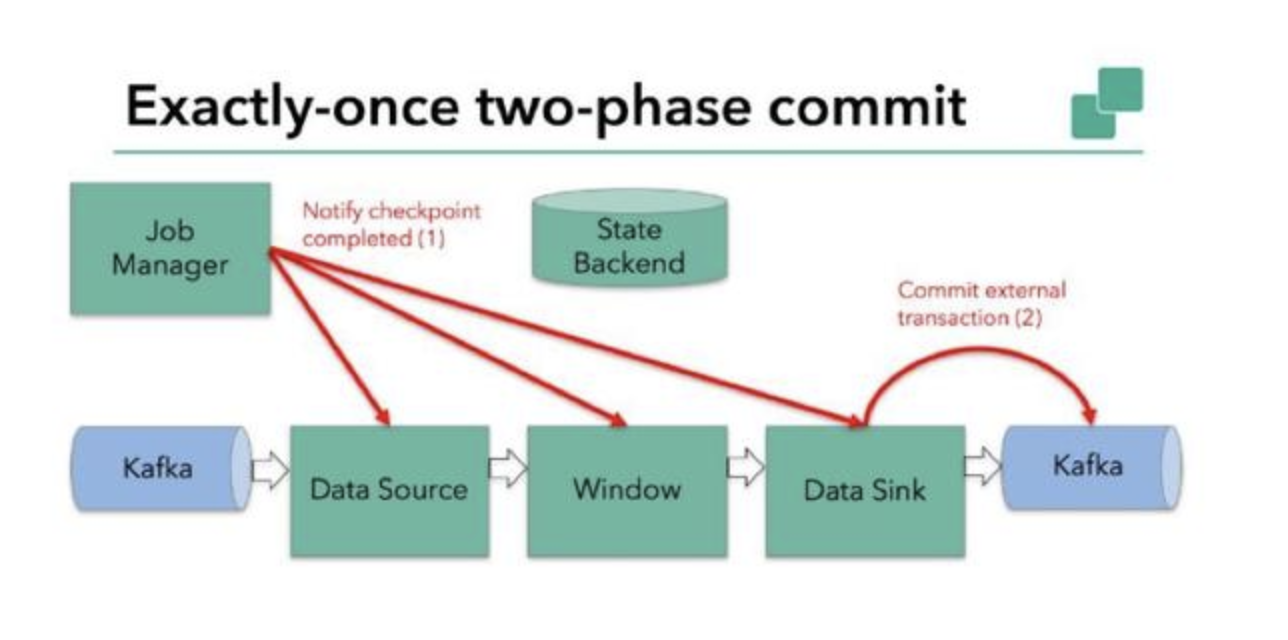 Exactly-once two-phase commit
Job
Manager
Notify checkpoint
completed (1)
State
Backend
Commit external
transaction (2)
Kafka
Data Source
Window
Data Sink
Kafka